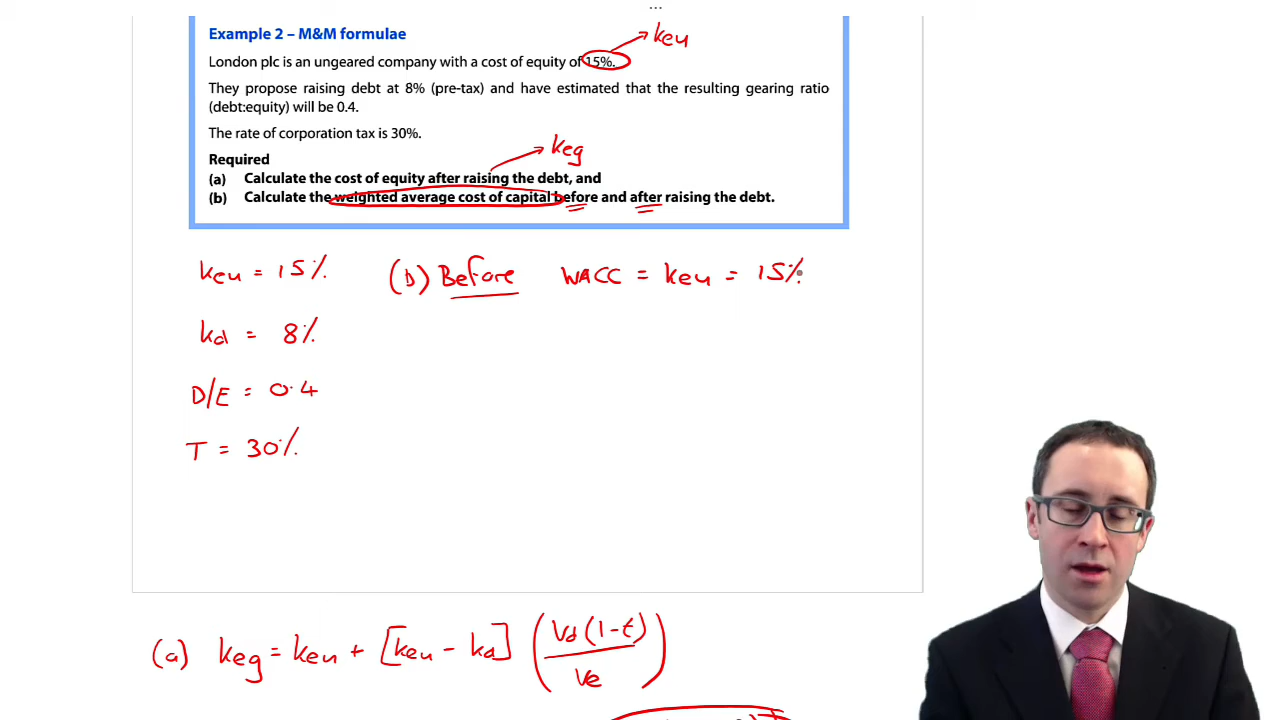 Example 2 – M&M formulae
keu
London plc is an ungeared company with a cost of equity of 15%.
They propose raising debt at 8% (pre-tax) and have estimated that the resulting gearing ratio
(debt:equity) will be 0.4.
The rate of corporation tax is 30%.
keg
Required
(a) Calculate the cost of equity after raising the debt, and
(b) Calculate the weighted average cost of capital before and after raising the debt.
keu = 15% (b) Before WACC = keu = 15%
kd = 8%
D/E = 0.4
T = 30%
(a) keg = keu + [keu - kd] (Vd(1-t)/Ve)